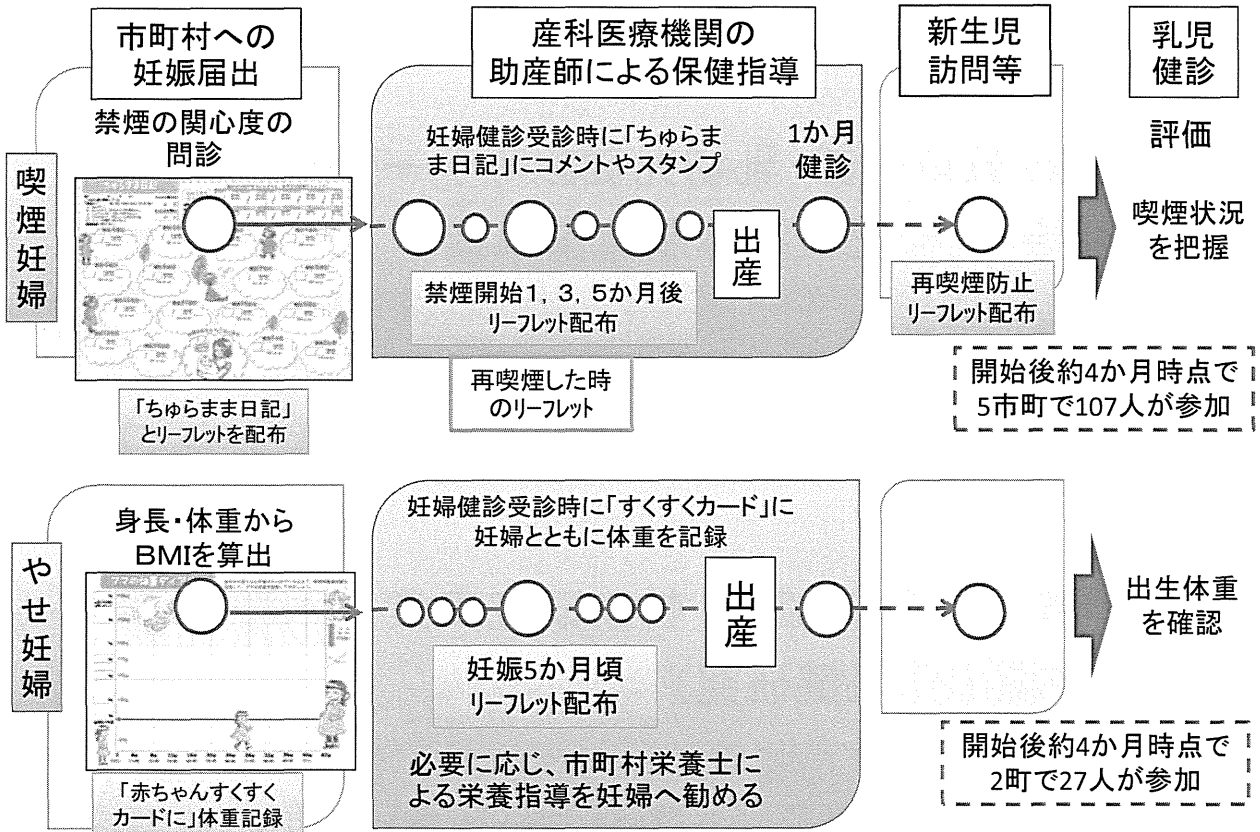 市町村への
妊娠届出
産科医療機関の
助産師による保健指導
新生児
訪問等
乳児
健診
喫煙妊婦
禁煙の関心度の
問診
「ちゅらまま日記」
とリーフレットを配布
妊婦健診受診時に「ちゅらま
ま日記」にコメントやスタンプ
1か月
健診
出産
禁煙開始1，3，5か月後
リーフレット配布
再喫煙した時
のリーフレット
再喫煙防止
リーフレット配布
評価
喫煙状況
を把握
開始後約4か月時点で
5市町で107人が参加
やせ妊婦
身長・体重から
BMIを算出
「赤ちゃんすくすく
カードに」体重記録
妊婦健診受診時に「すくすくカード」に
妊婦とともに体重を記録
出産
妊娠5か月頃
リーフレット配布
必要に応じ、市町村栄養士に
よる栄養指導を妊婦へ勧める
出生体重
を確認
開始後約4か月時点で
2町で27人が参加